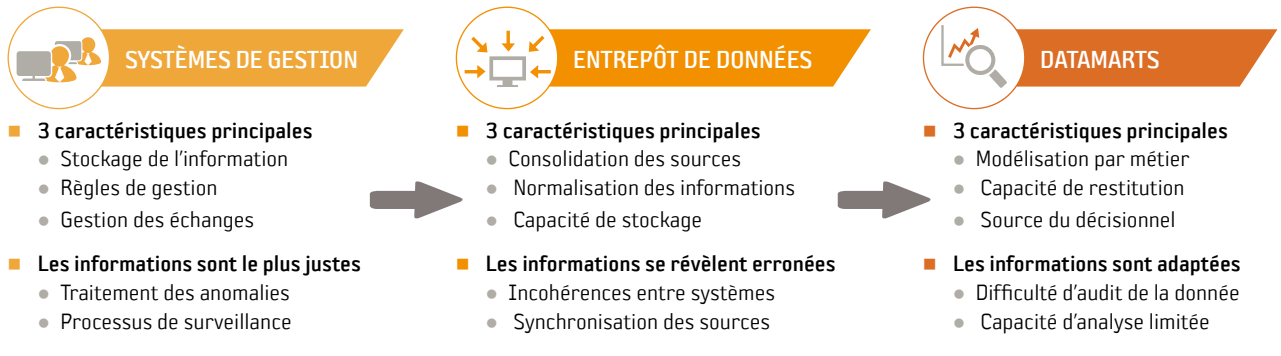 SYSTÈMES DE GESTION
3 caractéristiques principales
Stockage de l'information
Règles de gestion
Gestion des échanges
Les informations sont le plus justes
Traitement des anomalies
Processus de surveillance
ENTREPÔT DE DONNÉES
3 caractéristiques principales
Consolidation des sources
Normalisation des informations
Capacité de stockage
Les informations se révèlent erronées
Incohérences entre systèmes
Synchronisation des sources
DATAMARTS
3 caractéristiques principales
Modélisation par métier
Capacité de restitution
Source du décisionnel
Les informations sont adaptées
Difficulté d'audit de la donnée
Capacité d'analyse limitée